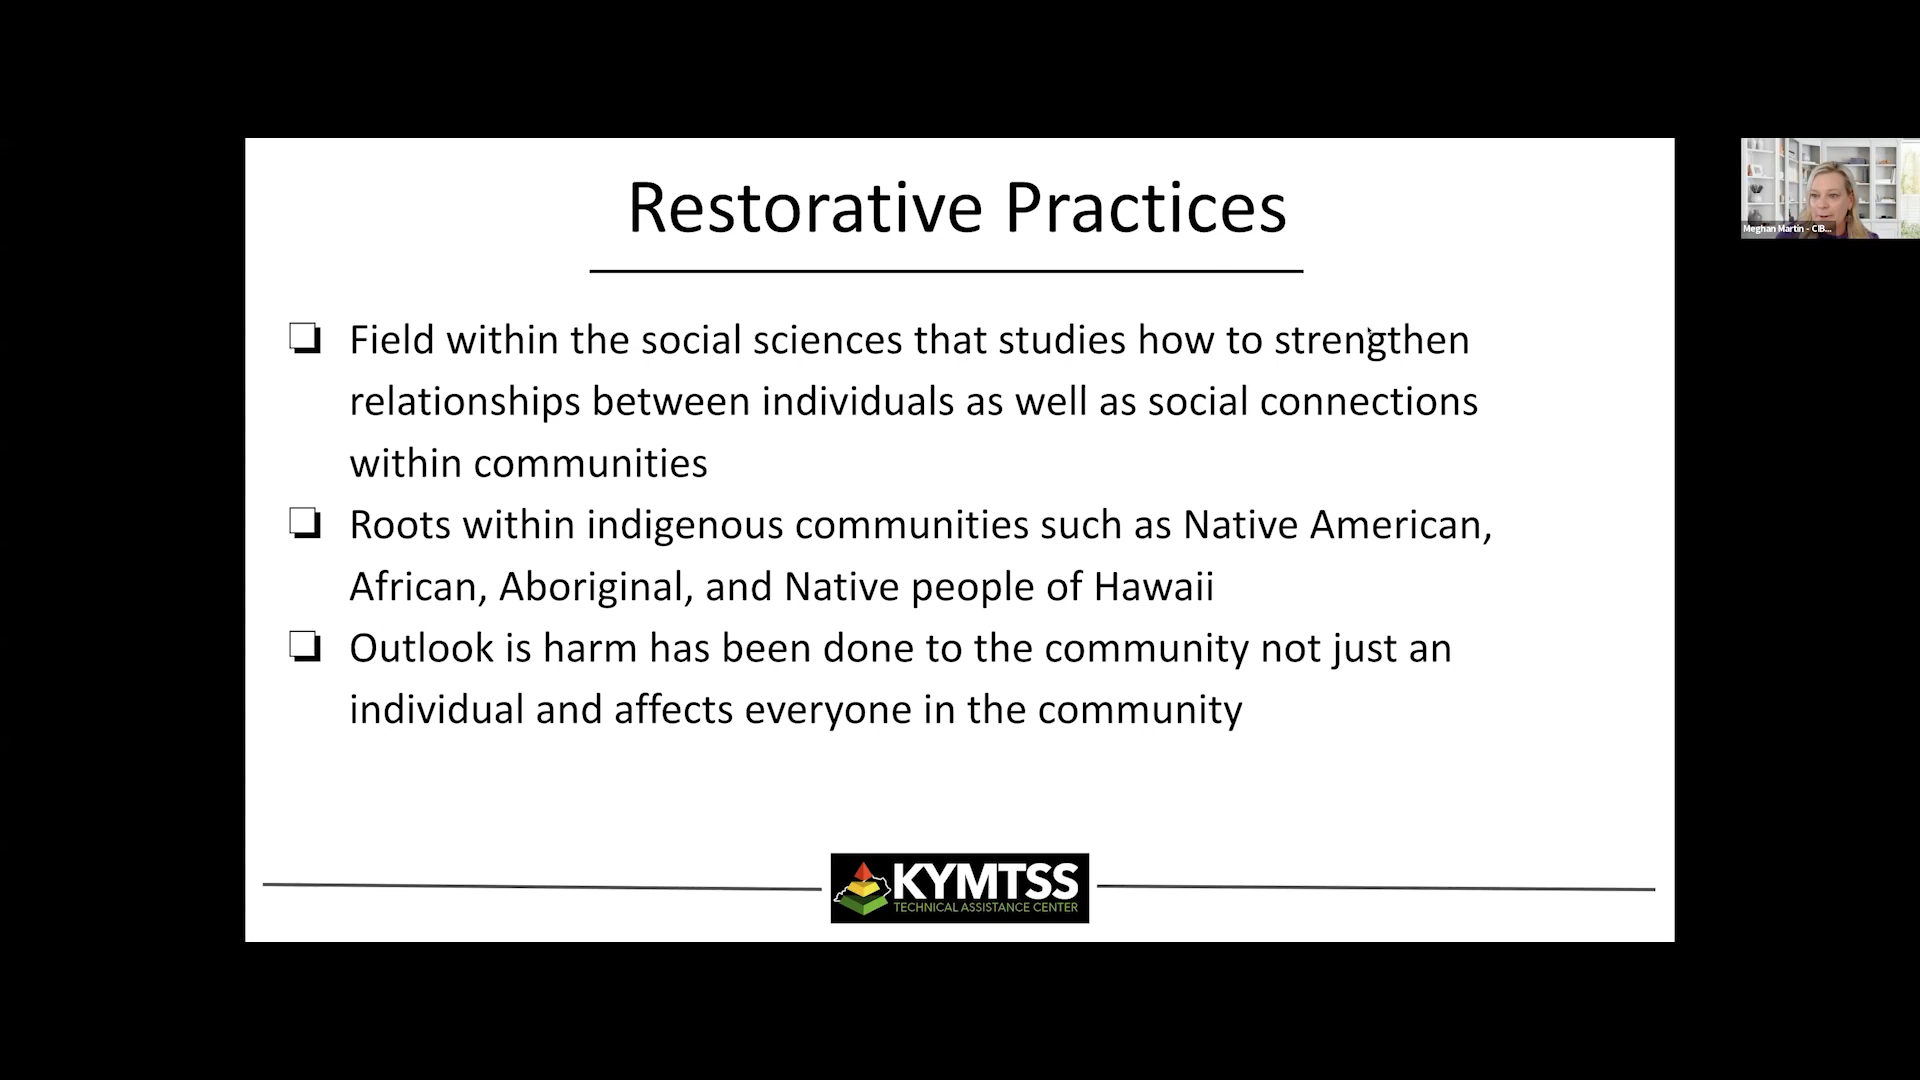 Restorative Practices
Meghan Martin - CIB...
❏ Field within the social sciences that studies how to strengthen
relationships between individuals as well as social connections
within communities
❏ Roots within indigenous communities such as Native American,
African, Aboriginal, and Native people of Hawaii
❏ Outlook is harm has been done to the community not just an
individual and affects everyone in the community
KYMTSS
TECHNICAL ASSISTANCE CENTER